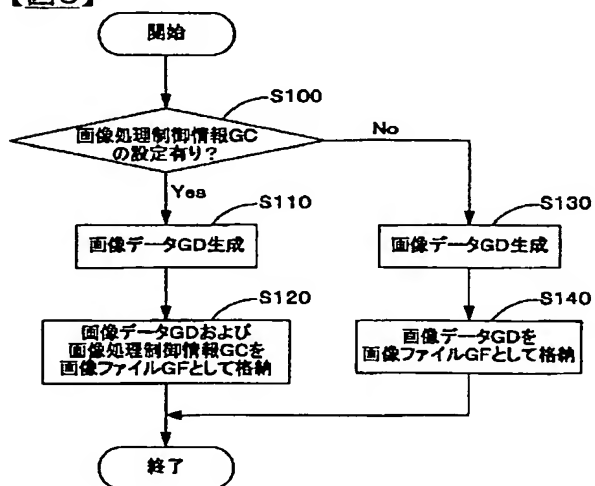 開始
S100
画像処理制御情報GC
の設定有り?
No
Yes
S110
画像データGD生成
S130
画像データGD生成
S120
画像データGDおよび
画像処理制御情報GCを
画像ファイルGFとして格納
S140
画像データGDを
画像ファイルGFとして格納
終了